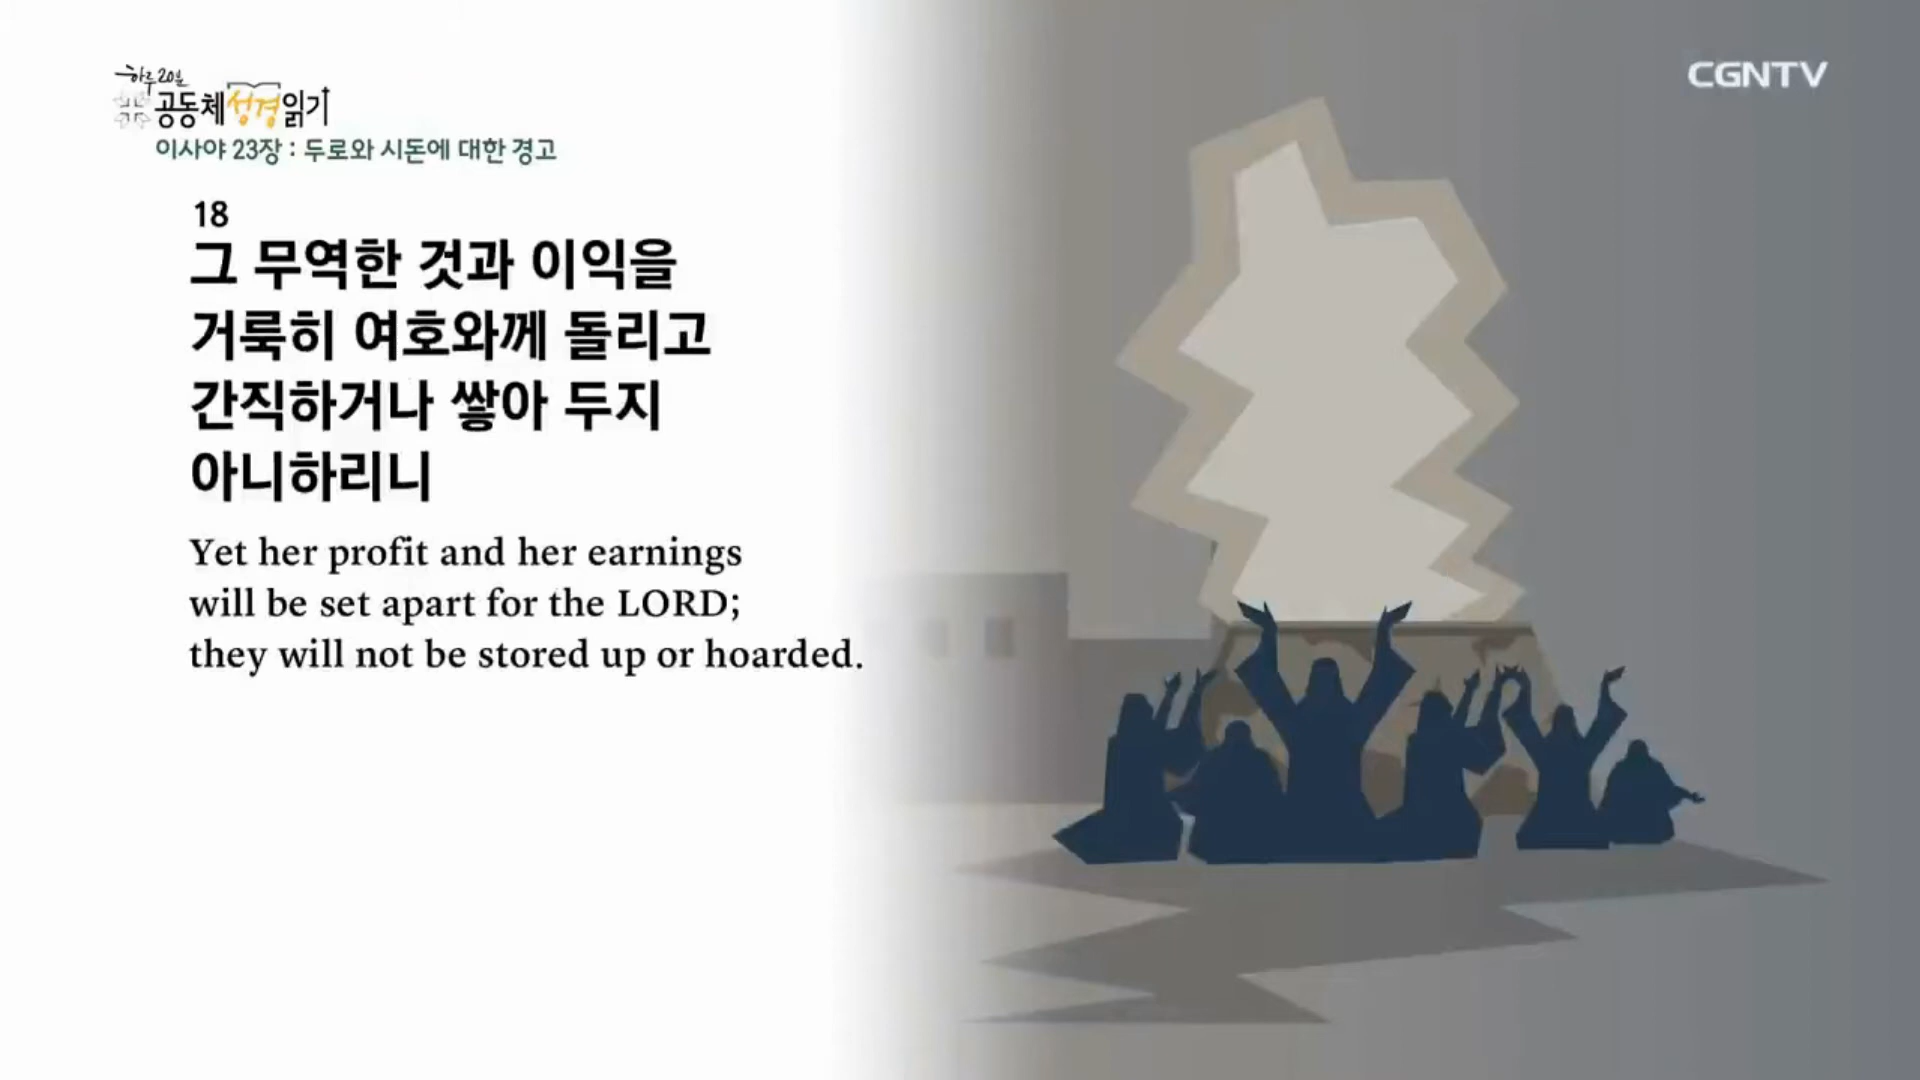 하루 20분
공동체성경읽기
CGNTV
이사야 23장 : 두로와 시돈에 대한 경고
18
그 무역한 것과 이익을
거룩히 여호와께 돌리고
간직하거나 쌓아 두지
아니하리니
Yet her profit and her earnings
will be set apart for the LORD;
they will not be stored up or hoarded.